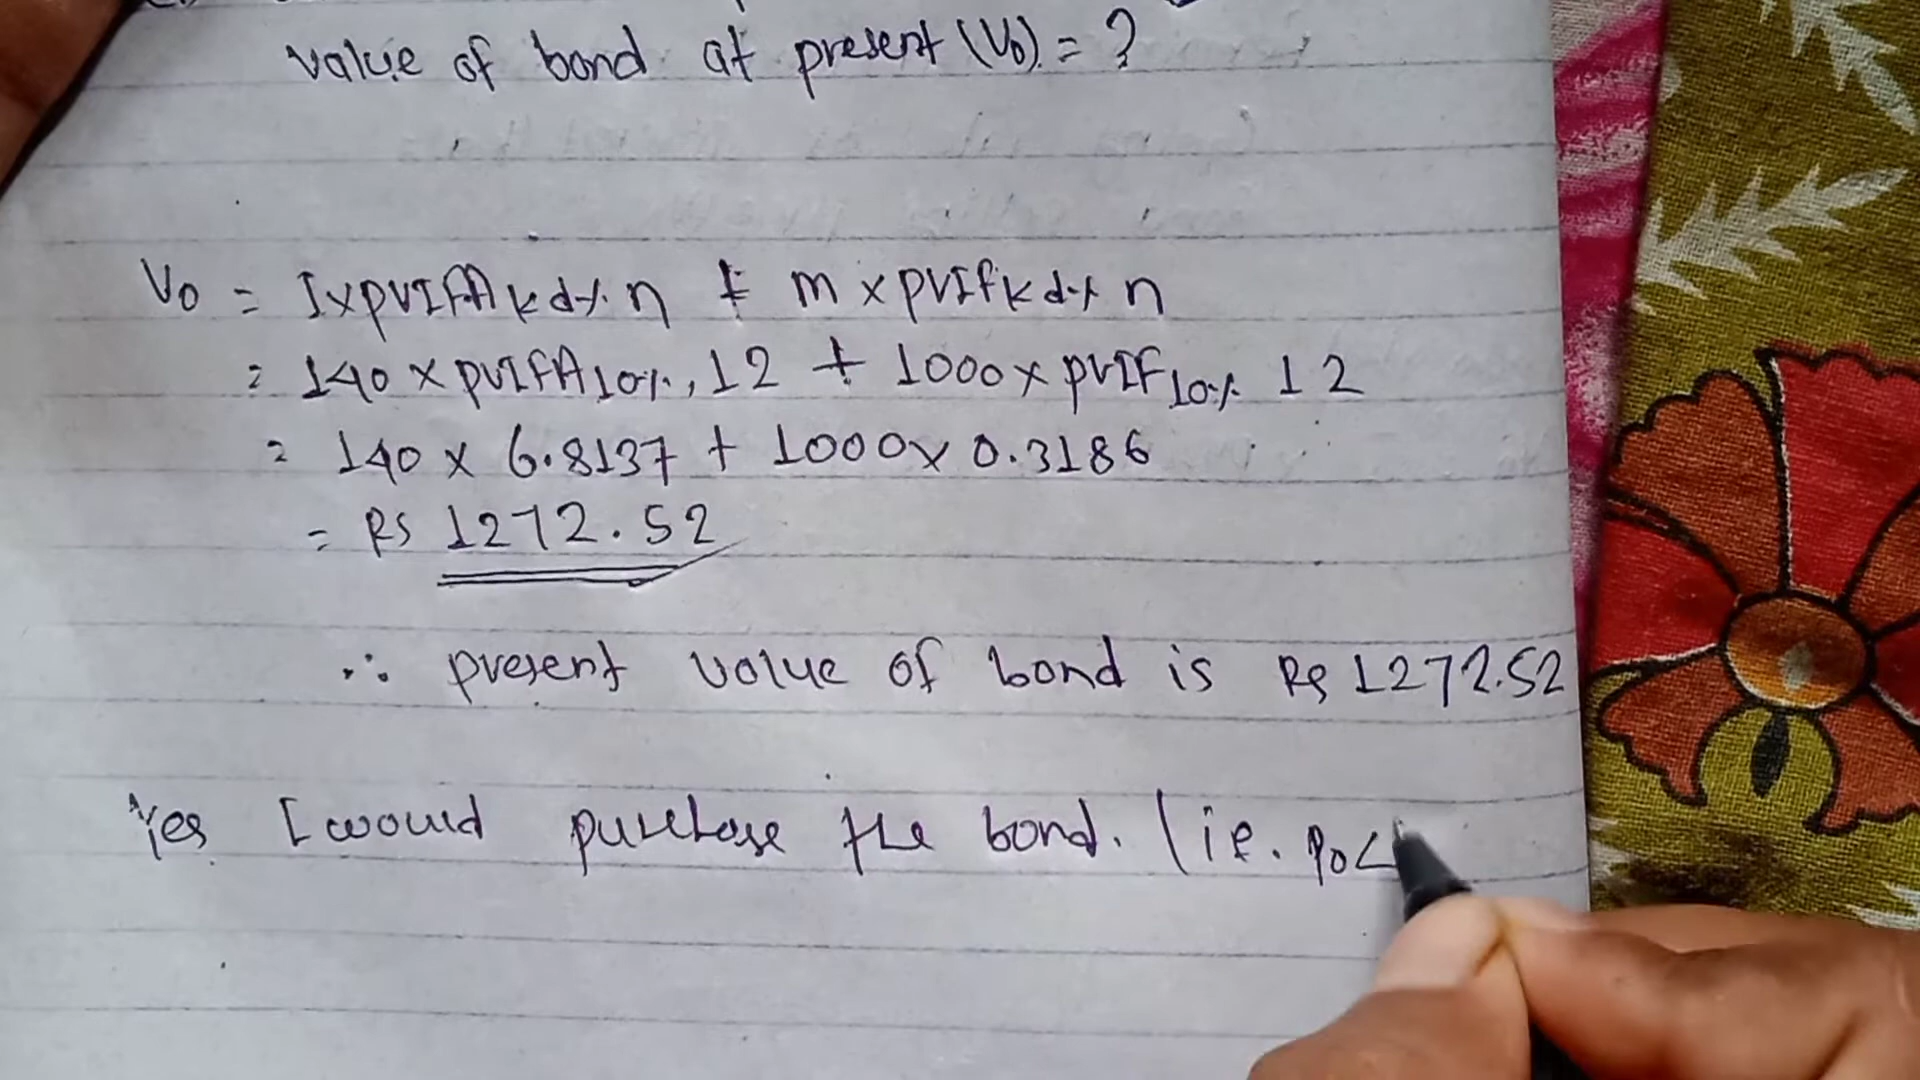 value of bond at present (V0) = ?
V0 = I x PVIFA kd% n + m x PVIF kd% n
= 140 x PVIFA 10%, 12 + 1000 x PVIF 10% 12
= 140 x 6.8137 + 1000 x 0.3186
= RS 1272.52
∴ present value of bond is Rs 1272.52
Yes I would purchase the bond. (ie. P0 <